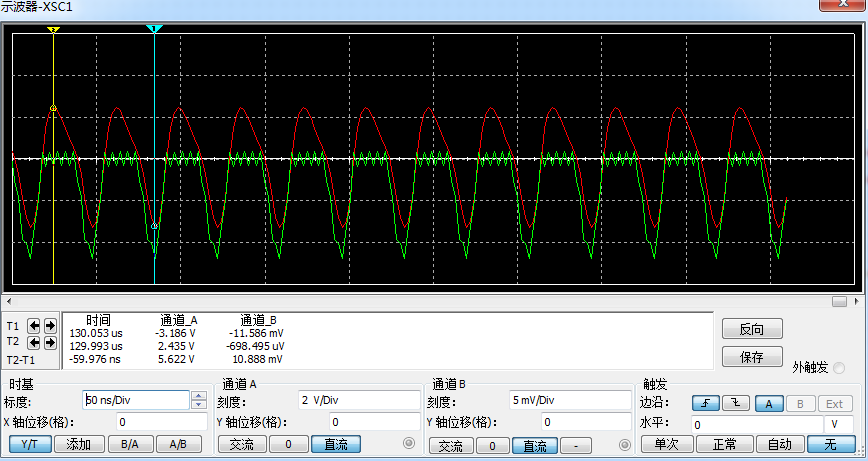 示波器-XSC1
2
1
时间 通道_A 通道_B
T1 130.053 us -3.186 V -11.586 mV
T2 129.993 us 2.435 V -698.495 uV
T2-T1 -59.976 ns 5.622 V 10.888 mV
反向
保存
外触发
时基 通道 A 通道 B 触发
标度: 50 ns/Div 刻度: 2 V/Div 刻度: 5 mV/Div 边沿: A B Ext
X 轴位移(格): 0 Y 轴位移(格): 0 Y 轴位移(格): 0 水平: 0 V
Y/T 添加 B/A A/B 交流 0 直流 交流 0 直流 - 单次 正常 自动 无